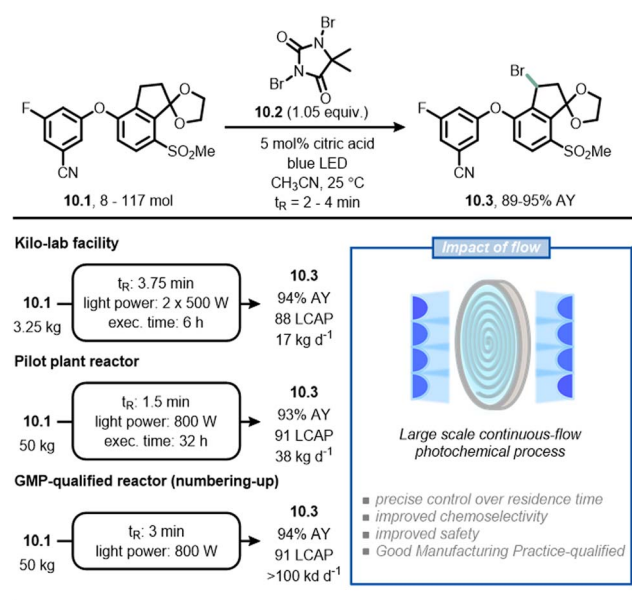 Br
O
N
N
Br
O
10.2 (1.05 equiv.)
5 mol% citric acid
blue LED
CH3CN, 25 °C
tR = 2 - 4 min
F
O
O
O
SO2Me
CN
10.1, 8 - 117 mol
Br
F
O
O
O
SO2Me
CN
10.3, 89-95% AY
Kilo-lab facility
10.1
3.25 kg
tR: 3.75 min
light power: 2 x 500 W
exec. time: 6 h
10.3
94% AY
88 LCAP
17 kg d-1
Pilot plant reactor
10.1
50 kg
tR: 1.5 min
light power: 800 W
exec. time: 32 h
10.3
93% AY
91 LCAP
38 kg d-1
GMP-qualified reactor (numbering-up)
10.1
50 kg
tR: 3 min
light power: 800 W
10.3
94% AY
91 LCAP
>100 kd d-1
Impact of flow
Large scale continuous-flow
photochemical process
■ precise control over residence time
■ improved chemoselectivity
■ improved safety
■ Good Manufacturing Practice-qualified